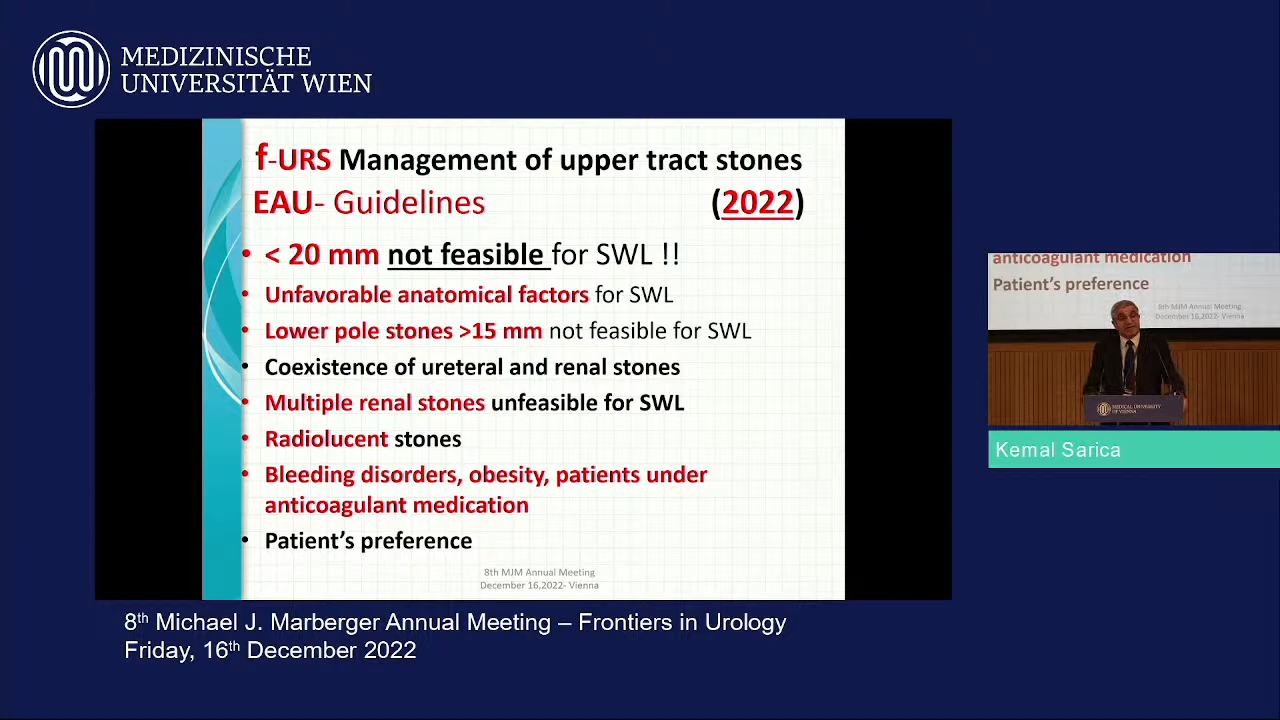 MEDIZINISCHE
UNIVERSITÄT WIEN
f-URS Management of upper tract stones
EAU- Guidelines (2022)
• < 20 mm not feasible for SWL !!
• Unfavorable anatomical factors for SWL
• Lower pole stones >15 mm not feasible for SWL
• Coexistence of ureteral and renal stones
• Multiple renal stones unfeasible for SWL
• Radiolucent stones
• Bleeding disorders, obesity, patients under
anticoagulant medication
• Patient's preference
8th MJM Annual Meeting
December 16,2022- Vienna
anticoagulant medication
Patient's preference
8th MJM Annual Meeting
December 16,2022- Vienna
MEDICAL UNIVERSITY
OF VIENNA
Kemal Sarica
8th Michael J. Marberger Annual Meeting – Frontiers in Urology
Friday, 16th December 2022